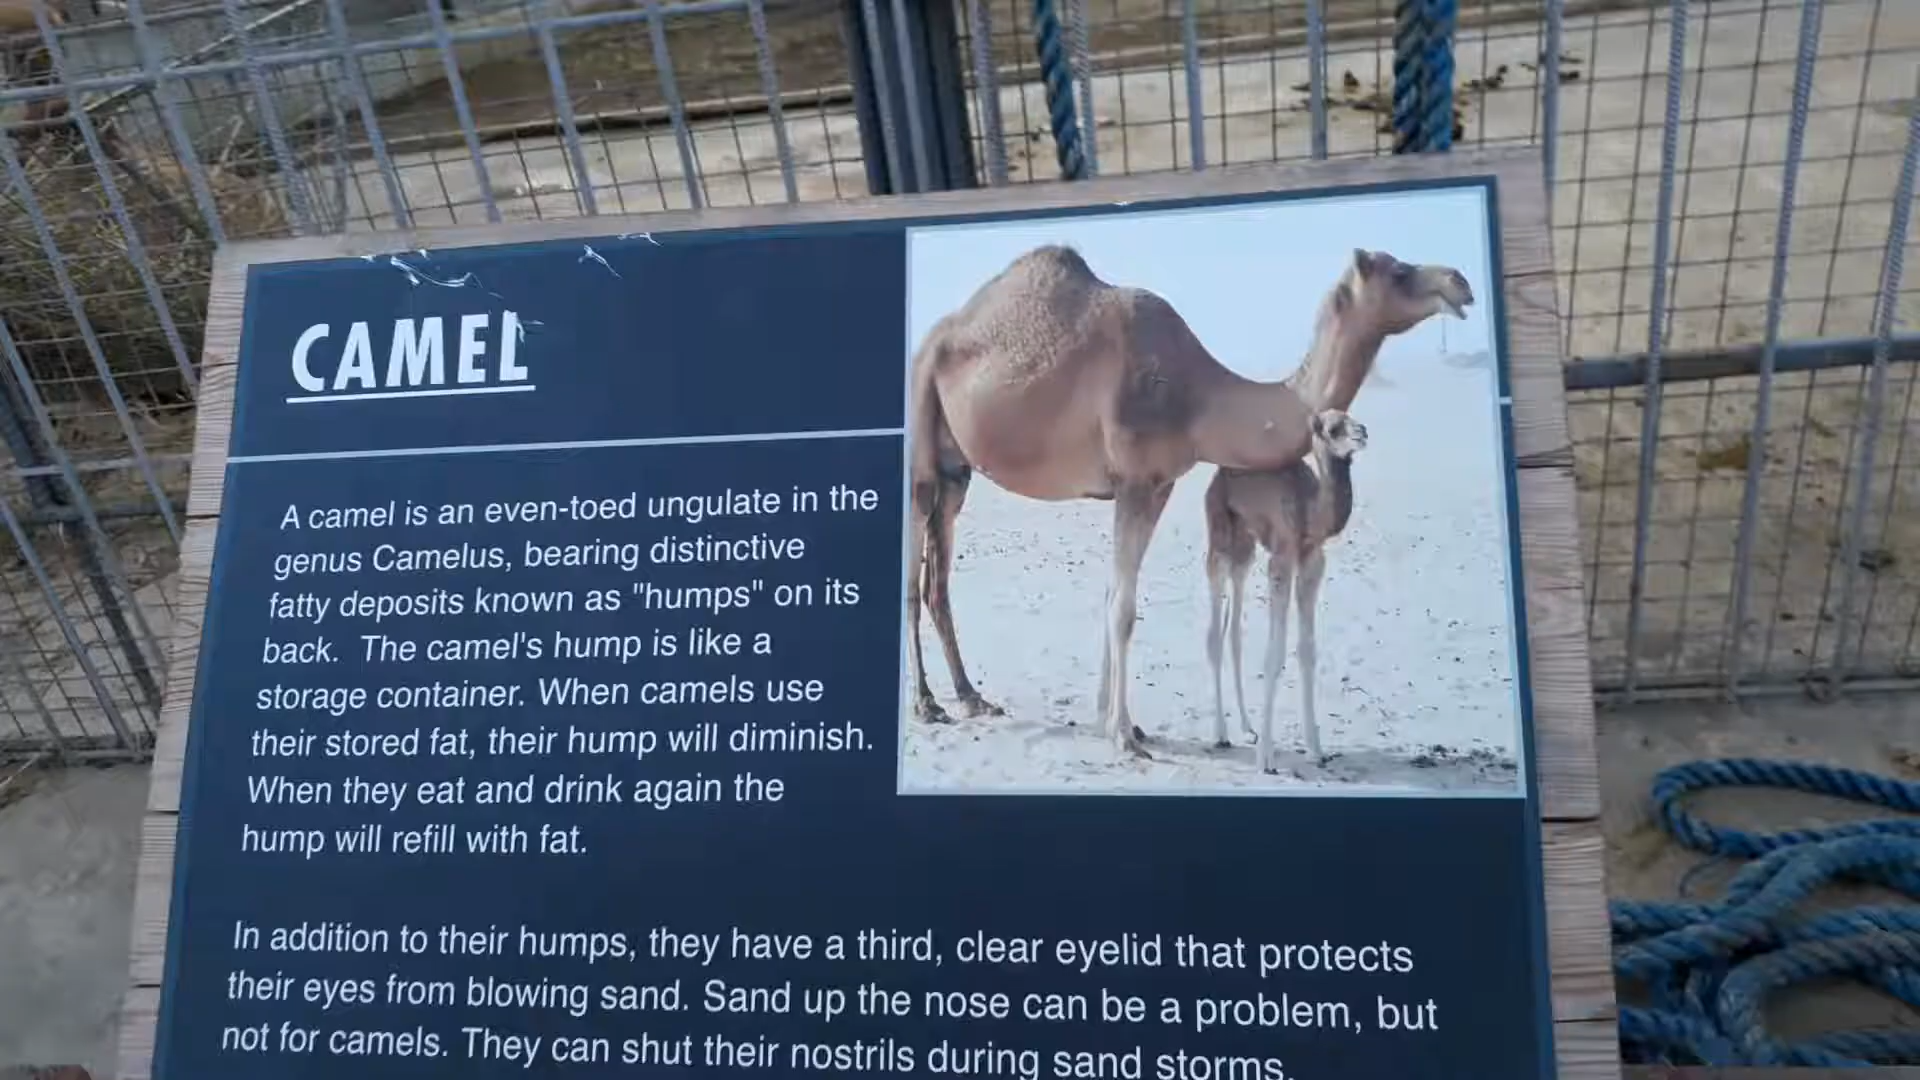 CAMEL
A camel is an even-toed ungulate in the
genus Camelus, bearing distinctive
fatty deposits known as "humps" on its
back.  The camel's hump is like a
storage container. When camels use
their stored fat, their hump will diminish.
When they eat and drink again the
hump will refill with fat.
In addition to their humps, they have a third, clear eyelid that protects
their eyes from blowing sand. Sand up the nose can be a problem, but
not for camels. They can shut their nostrils during sand storms.